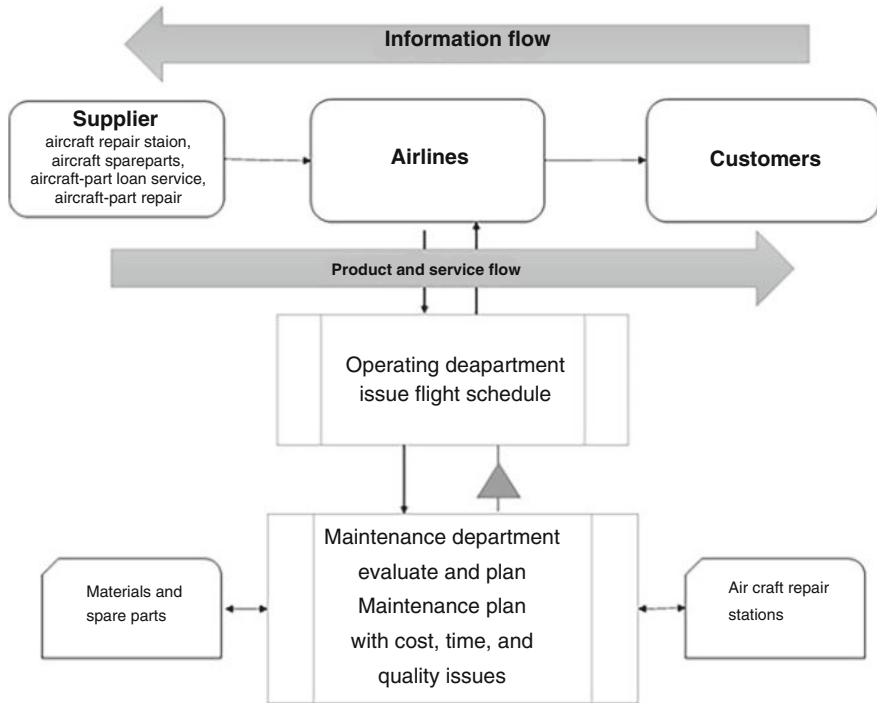 Information flow
Supplier
aircraft repair staion,
aircraft spareparts,
aircraft-part loan service,
aircraft-part repair
Airlines
Customers
Product and service flow
Operating deapartment
issue flight schedule
Maintenance department
evaluate and plan
Maintenance plan
with cost, time, and
quality issues
Materials and
spare parts
Air craft repair
stations